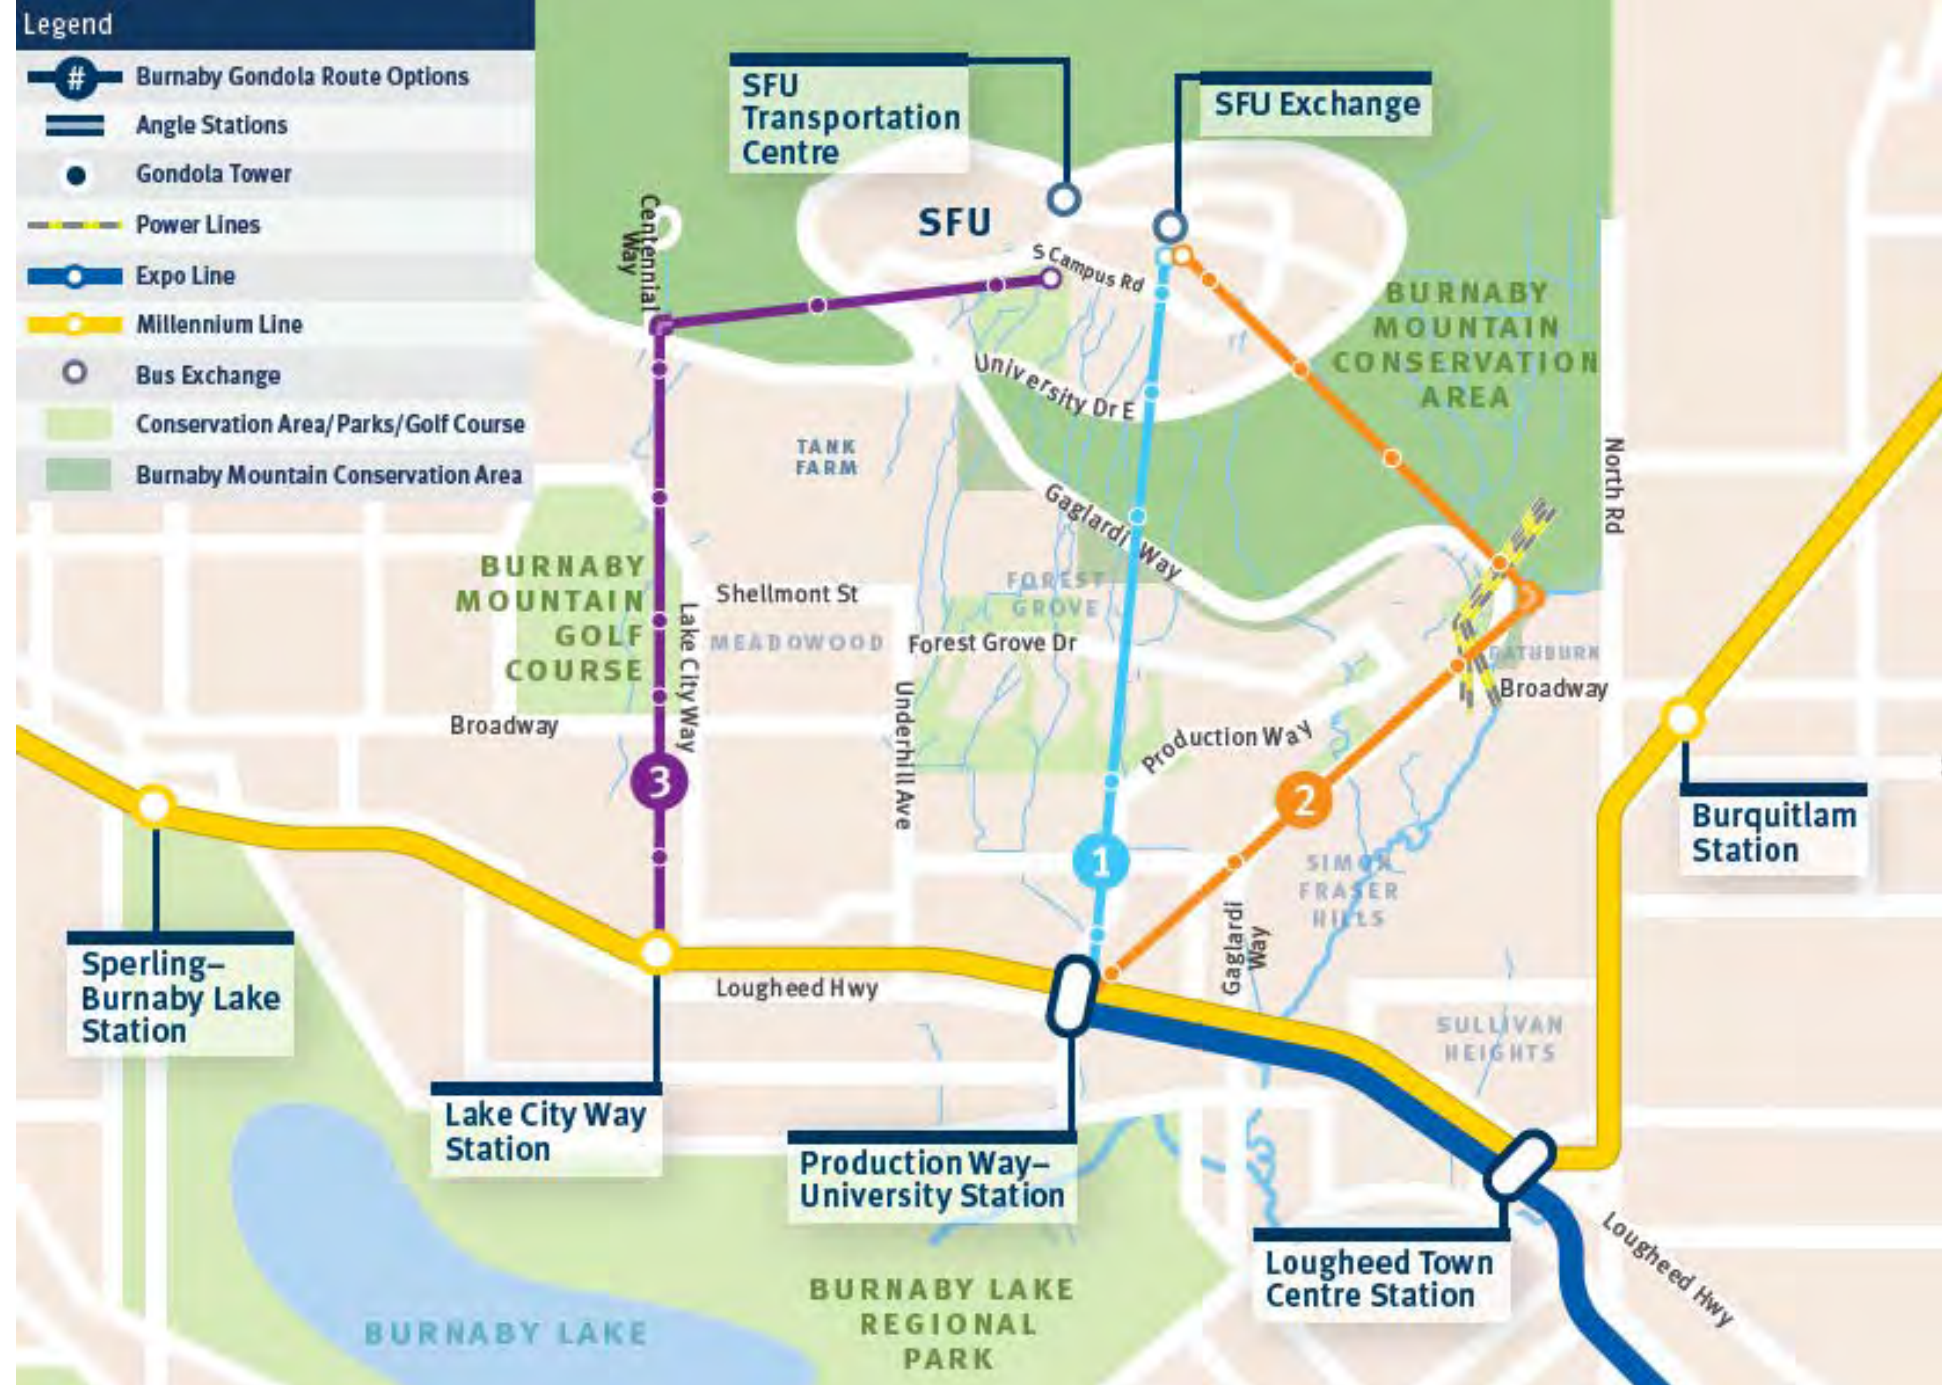 Legend
#
Burnaby Gondola Route Options
Angle Stations
Gondola Tower
Power Lines
Expo Line
Millennium Line
Bus Exchange
Conservation Area/Parks/Golf Course
Burnaby Mountain Conservation Area
SFU
Transportation
Centre
SFU Exchange
SFU
Centennial
Way
S Campus Rd
BURNABY
MOUNTAIN
CONSERVATION
AREA
University Dr E
TANK
FARM
Gaglardi Way
North Rd
BURNABY
MOUNTAIN
GOLF
COURSE
Shellmont St
FOREST
GROVE
MEADOWOOD
Forest Grove Dr
Lake City Way
RATHBURN
Broadway
Broadway
Underhill Ave
Production Way
3
2
1
SIMON
FRASER
HILLS
Burquitlam
Station
Gaglardi
Way
Sperling–
Burnaby Lake
Station
Lougheed Hwy
SULLIVAN
HEIGHTS
Lake City Way
Station
Production Way–
University Station
Lougheed Town
Centre Station
Lougheed Hwy
BURNABY LAKE
BURNABY LAKE
REGIONAL
PARK